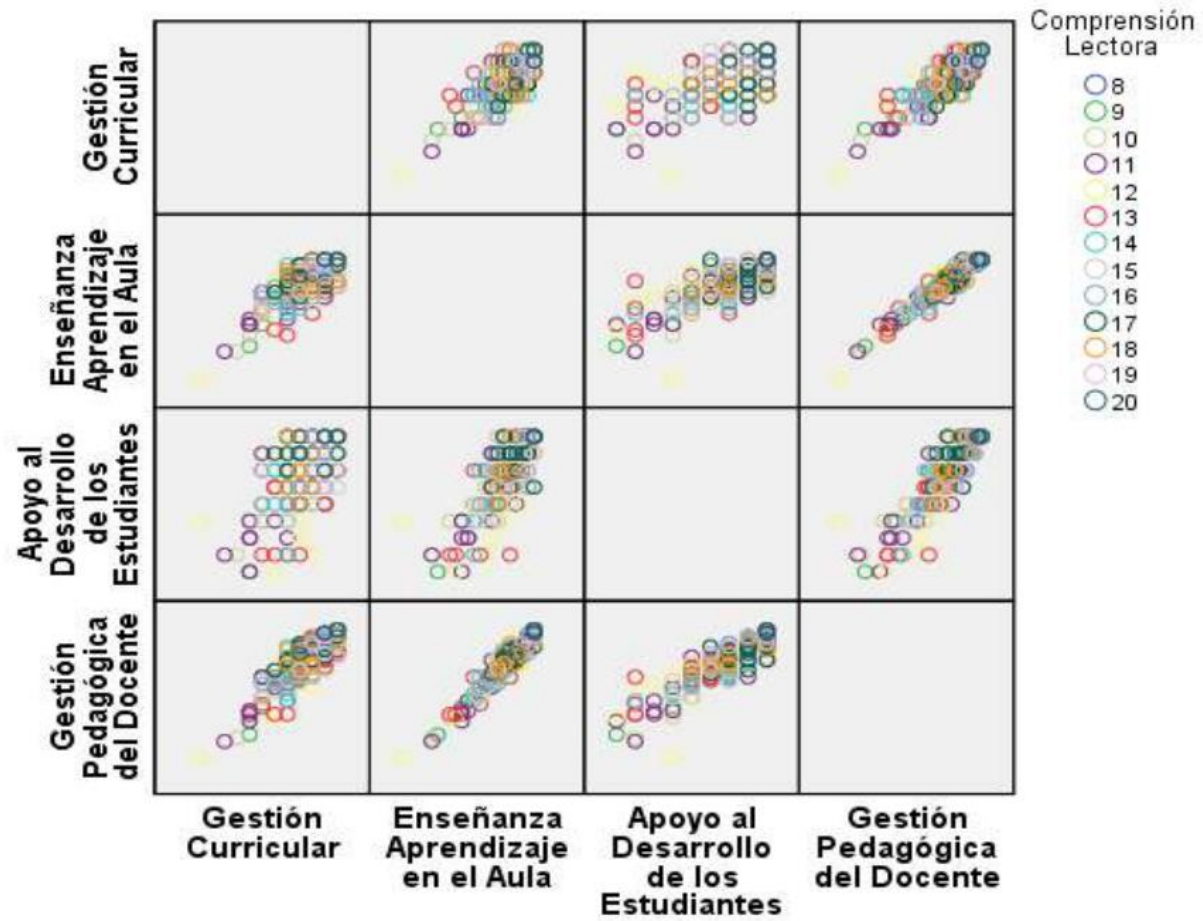 Comprensión
Lectora
8
9
10
11
12
13
14
15
16
17
18
19
20
Gestión
Curricular
Enseñanza
Aprendizaje
en el Aula
Apoyo al
Desarrollo
de los
Estudiantes
Gestión
Pedagógica
del Docente
Gestión
Curricular
Enseñanza
Aprendizaje
en el Aula
Apoyo al
Desarrollo
de los
Estudiantes
Gestión
Pedagógica
del Docente